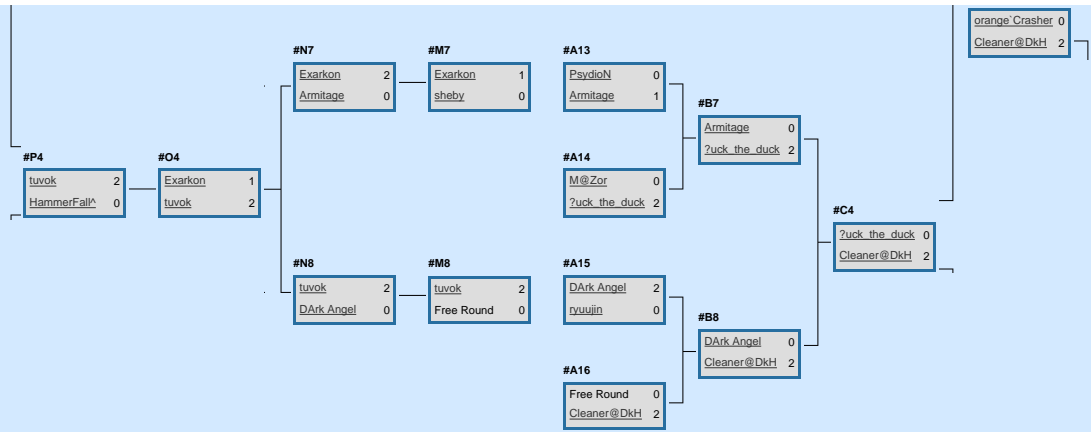 orange`Crasher 0
Cleaner@DkH 2
#N7
Exarkon 2
Armitage 0
#M7
Exarkon 1
sheby 0
#A13
PsydioN 0
Armitage 1
#B7
Armitage 0
?uck_the_duck 2
#P4
tuvok 2
HammerFall^ 0
#O4
Exarkon 1
tuvok 2
#A14
M@Zor 0
?uck_the_duck 2
#C4
?uck_the_duck 0
Cleaner@DkH 2
#N8
tuvok 2
DArk Angel 0
#M8
tuvok 2
Free Round 0
#A15
DArk Angel 2
ryuujin 0
#B8
DArk Angel 0
Cleaner@DkH 2
#A16
Free Round 0
Cleaner@DkH 2